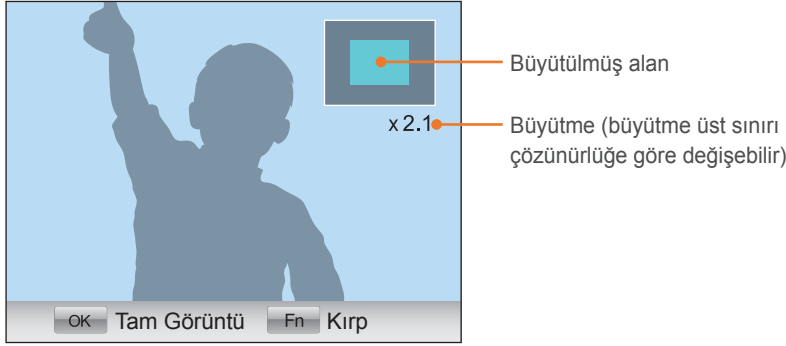 Büyütülmüş alan
x 2.1
Büyütme (büyütme üst sınırı
çözünürlüğe göre değişebilir)
OK Tam Görüntü Fn Kırp